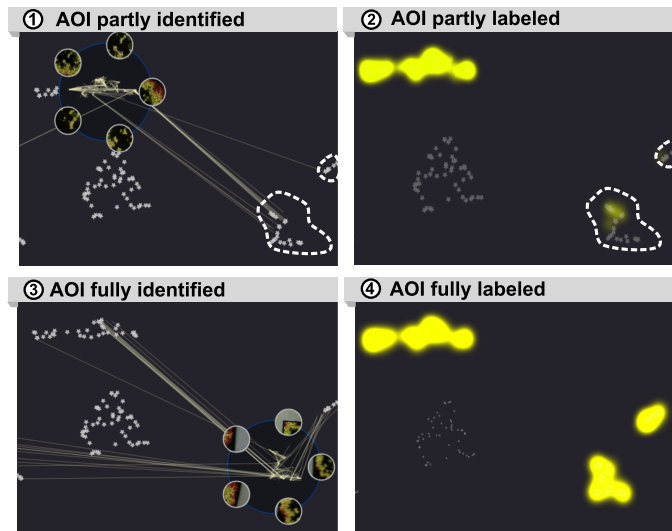 ① AOI partly identified
② AOI partly labeled
③ AOI fully identified
④ AOI fully labeled